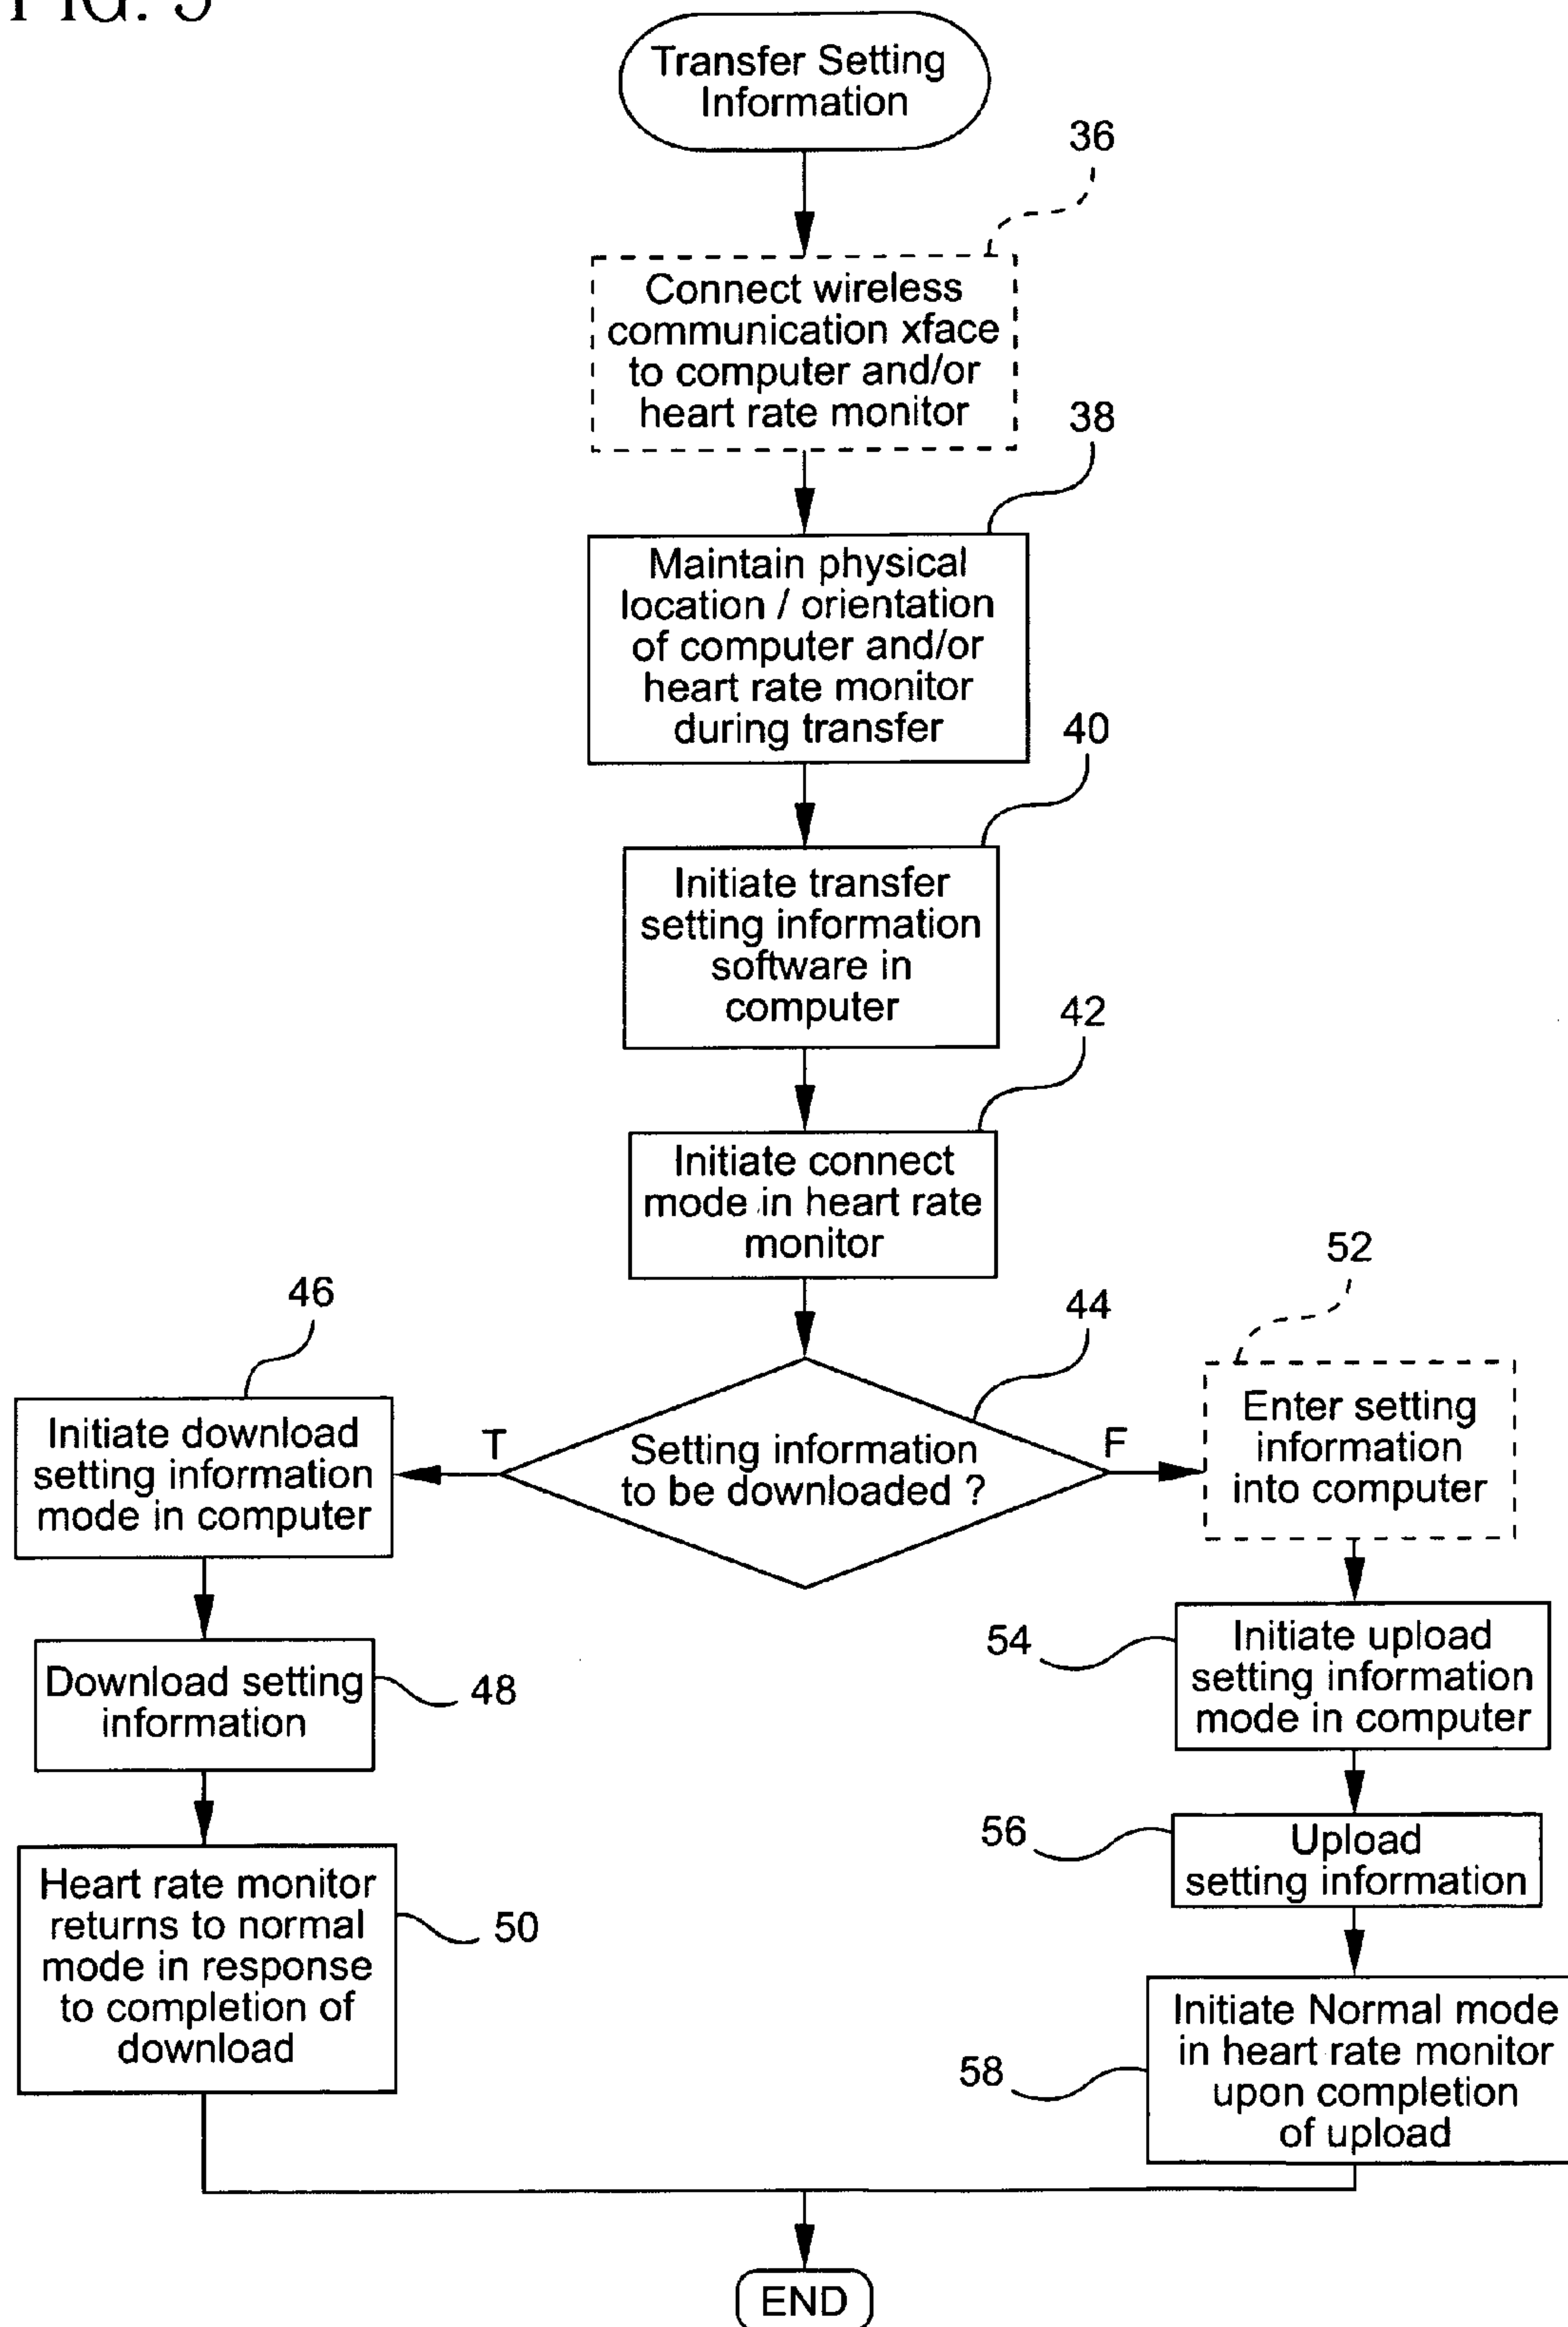 FIG. 5
Transfer Setting
Information
36
Connect wireless
communication xface
to computer and/or
heart rate monitor
38
Maintain physical
location / orientation
of computer and/or
heart rate monitor
during transfer
40
Initiate transfer
setting information
software in
computer
42
Initiate connect
mode in heart rate
monitor
44
Setting information
to be downloaded ?
T
F
46
Initiate download
setting information
mode in computer
48
Download setting
information
50
Heart rate monitor
returns to normal
mode in response
to completion of
download
52
Enter setting
information
into computer
54
Initiate upload
setting information
mode in computer
56
Upload
setting information
58
Initiate Normal mode
in heart rate monitor
upon completion
of upload
END